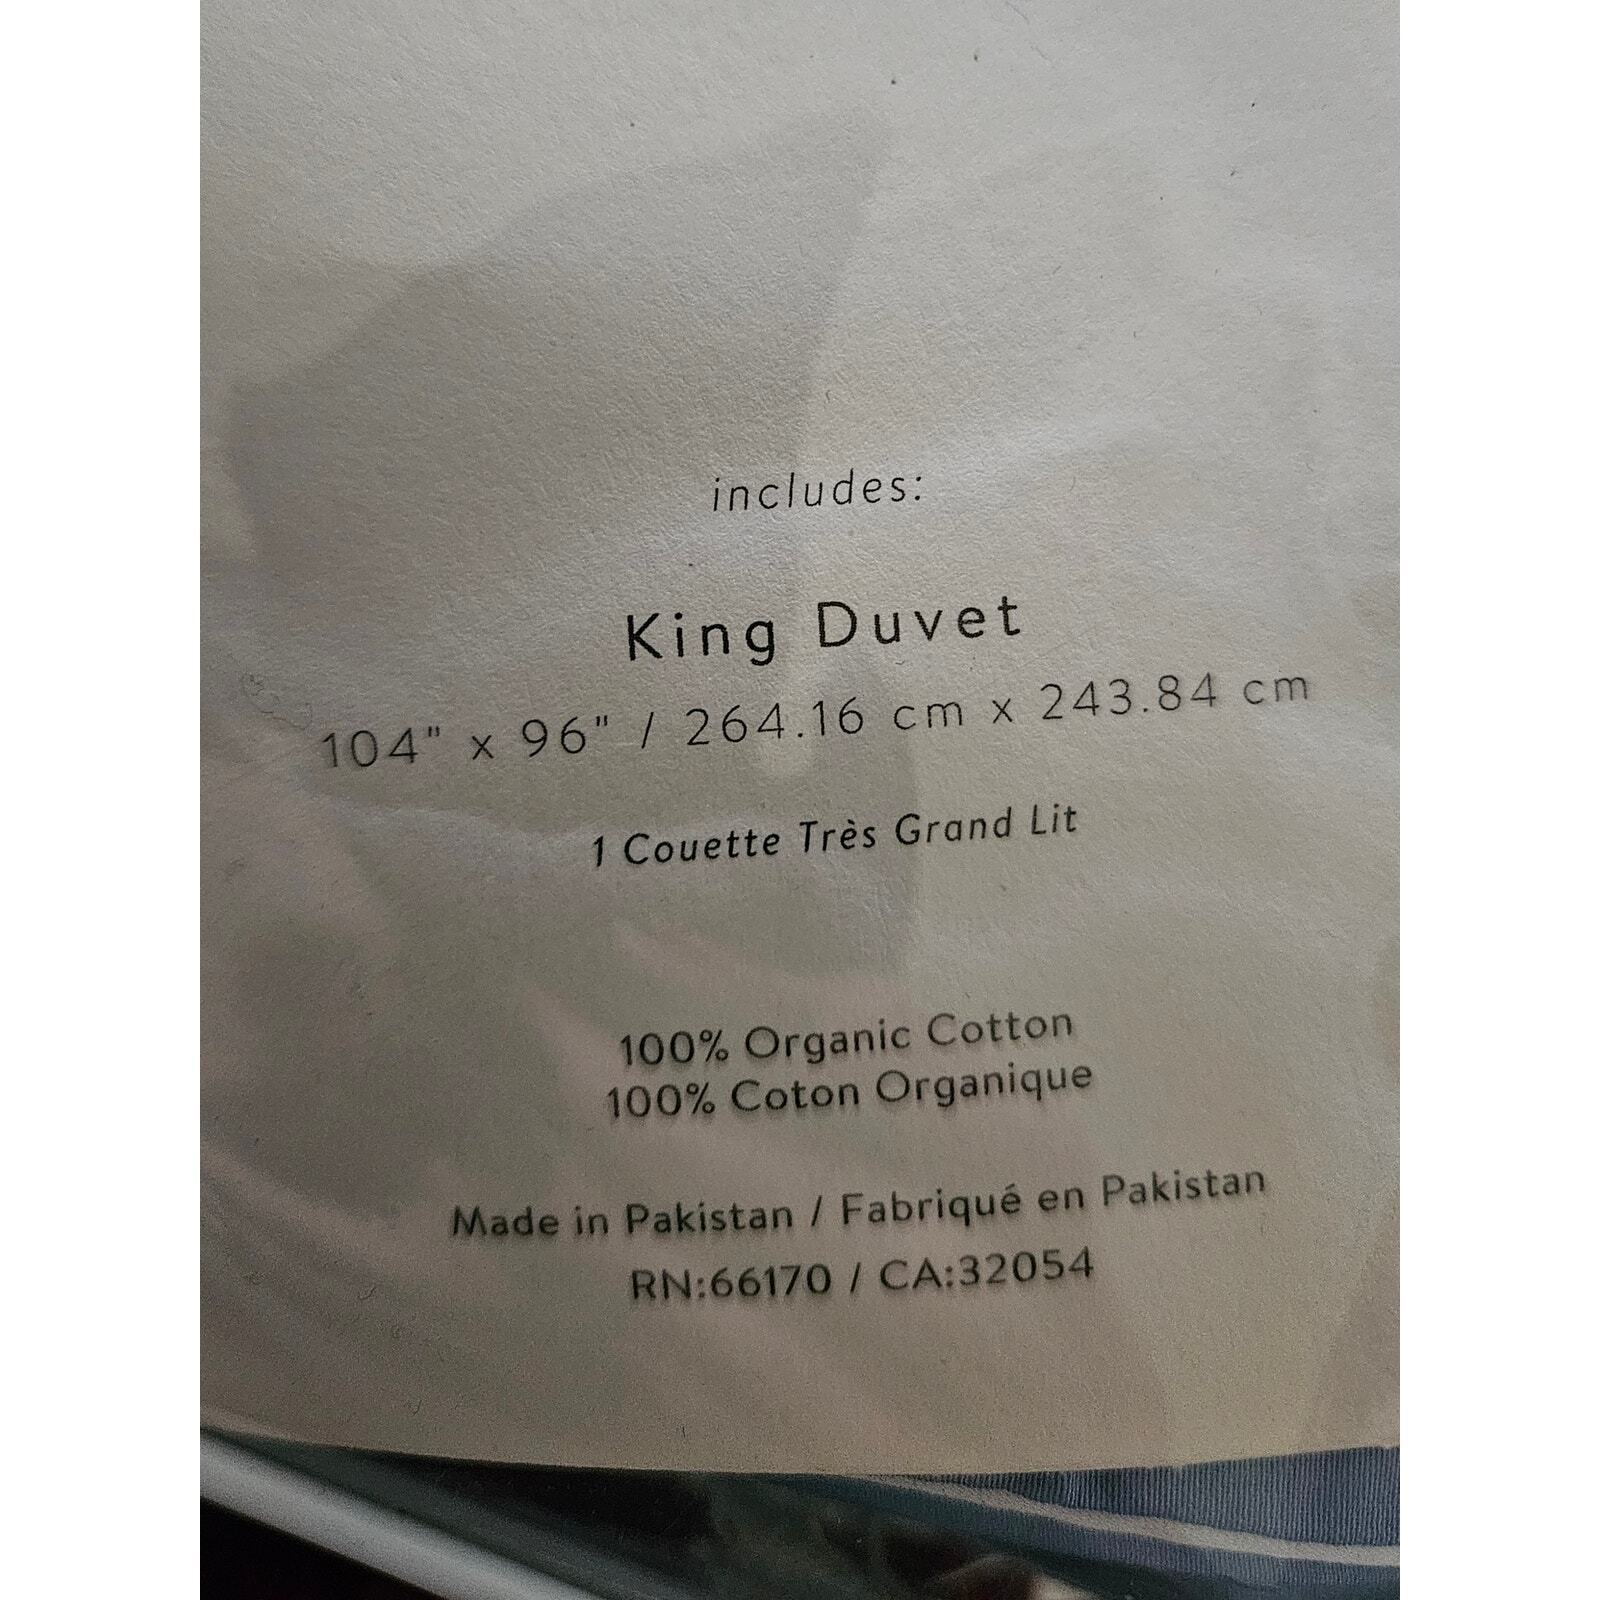 includes:
King Duvet
104" x 96" / 264.16 cm x 243.84 cm
1 Couette Très Grand Lit
100% Organic Cotton
100% Coton Organique
Made in Pakistan / Fabriqué en Pakistan
RN:66170 / CA:32054